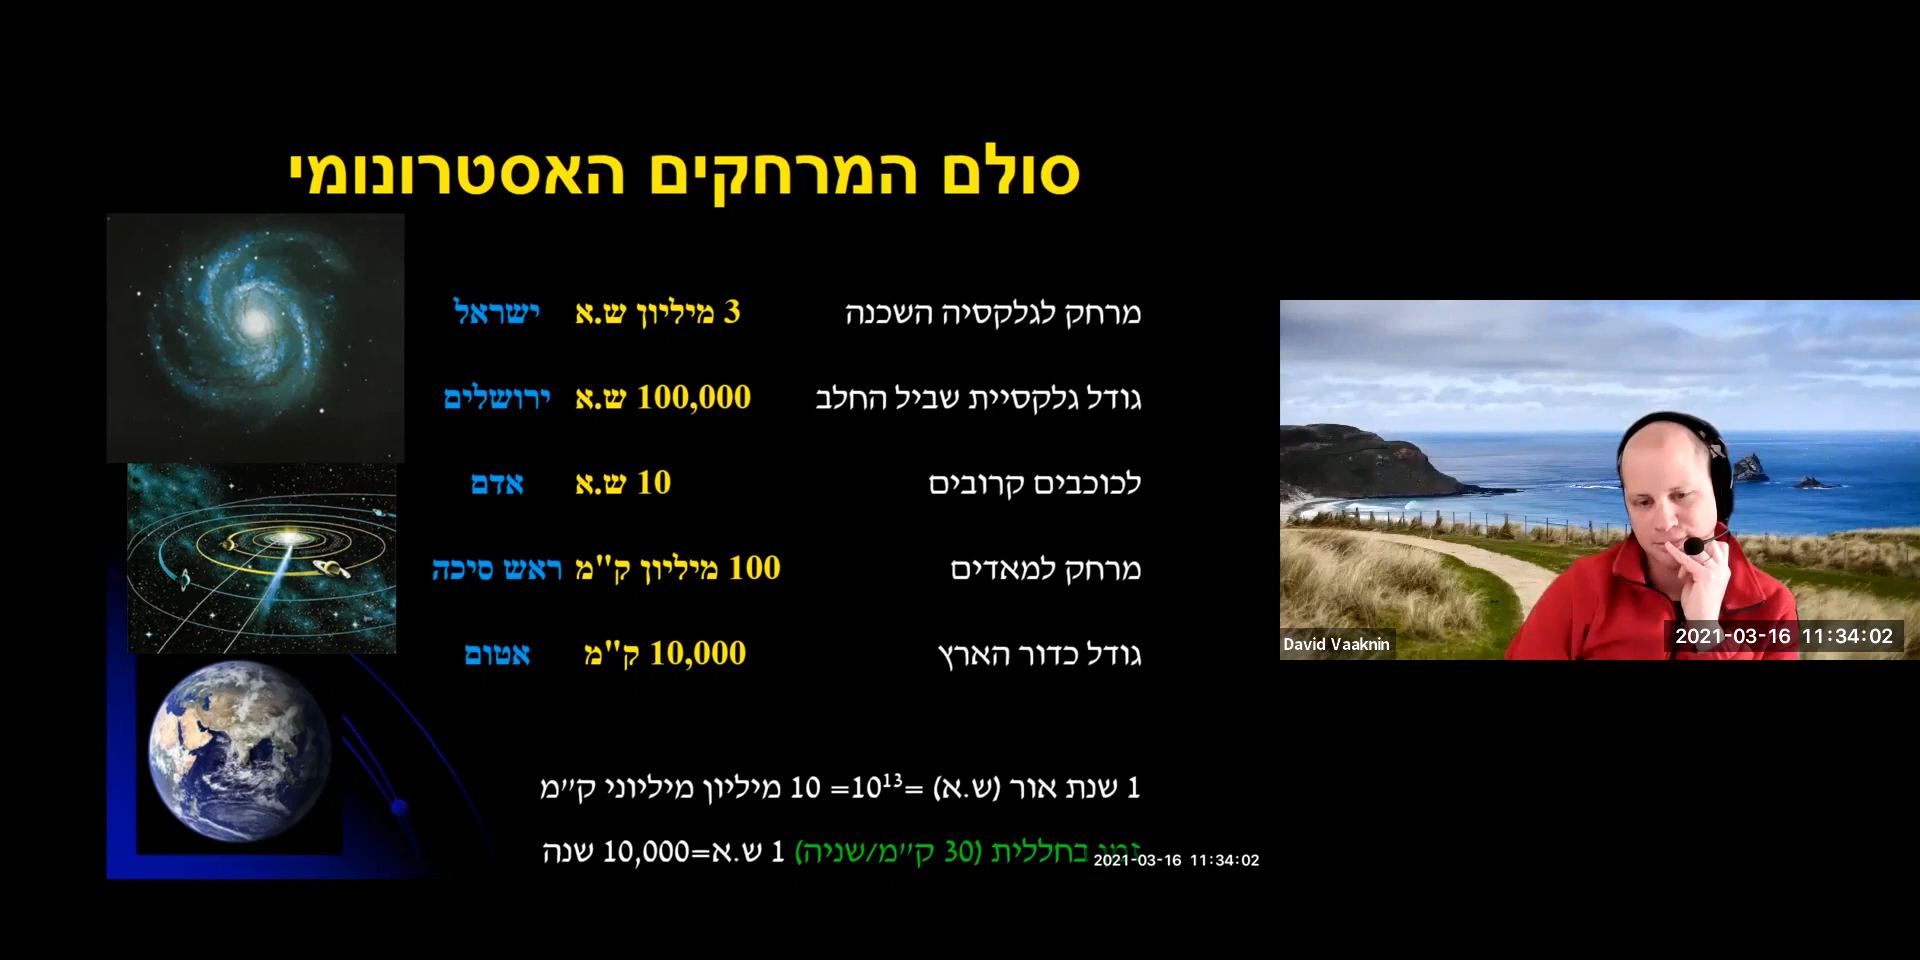 סולם המרחקים האסטרונומי
מרחק לגלקסיה השכנה 3 מיליון ש.א ישראל
גודל גלקסיית שביל החלב 100,000 ש.א ירושלים
לכוכבים קרובים 10 ש.א אדם
מרחק למאדים 100 מיליון ק"מ ראש סיכה
גודל כדור הארץ 10,000 ק"מ אטום
1 שנת אור (ש.א) =10¹³= 10 מיליון מיליוני ק״מ
זמן בחללית (30 ק״מ/שניה) 1 ש.א=10,000 שנה
2021-03-16 11:34:02
David Vaaknin
2021-03-16 11:34:02